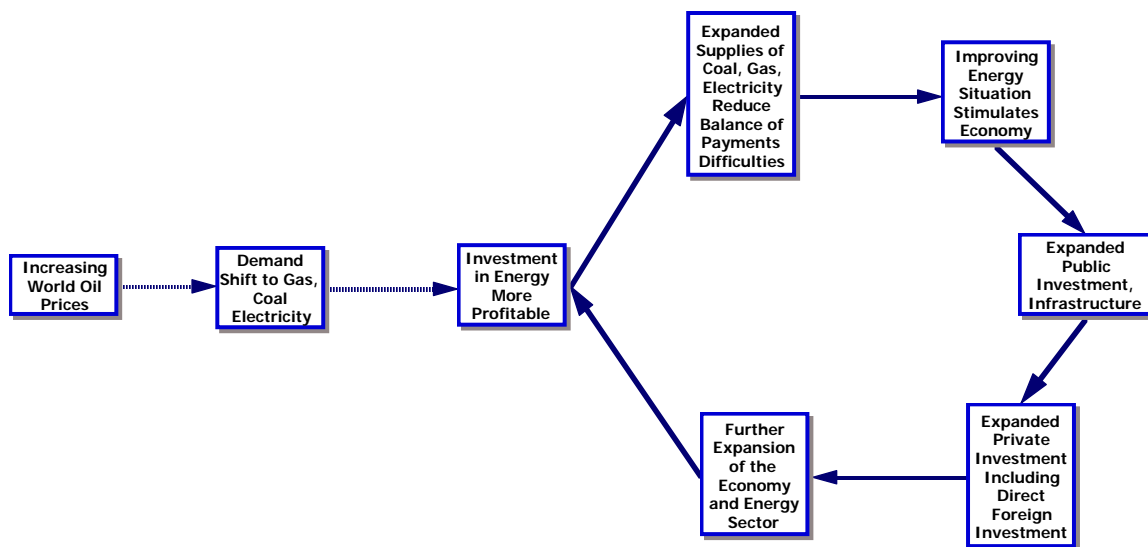 Increasing
World Oil
Prices
Demand
Shift to Gas,
Coal
Electricity
Investment
in Energy
More
Profitable
Expanded
Supplies of
Coal, Gas,
Electricity
Reduce
Balance of
Payments
Difficulties
Improving
Energy
Situation
Stimulates
Economy
Expanded
Public
Investment,
Infrastructure
Expanded
Private
Investment
Including
Direct
Foreign
Investment
Further
Expansion
of the
Economy
and Energy
Sector